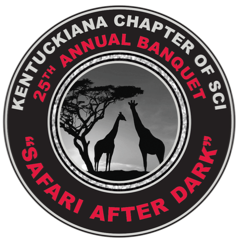 KENTUCKIANA CHAPTER OF SCI
25TH ANNUAL BANQUET
"SAFARI AFTER DARK"